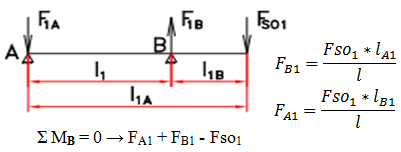 F1A F1B FSO1
A B
l1 l1B
l1A
Σ MB = 0 → FA1 + FB1 - Fso1
FB1 = Fso1 * lA1 / l
FA1 = Fso1 * lB1 / l